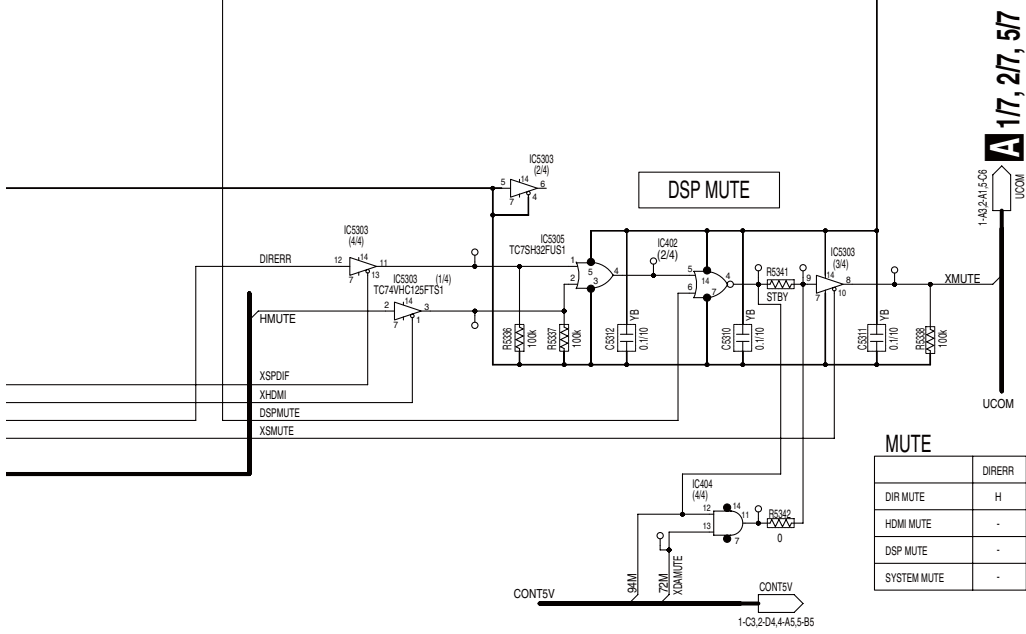 A 1/7, 2/7, 5/7
1-A3,2-A1,5-C6
UCOM
IC5303
(2/4)
5
14
6
7
4
DSP MUTE
IC5303
(4/4)
DIRERR
12
14
11
7
13
IC5303 (1/4)
TC74VHC125FTS1
HMUTE
2
14
3
7
1
IC5305
TC7SH32FUS1
1
2
5
3
4
IC402
(2/4)
5
6
14
7
4
R5341
STBY
IC5303
(3/4)
9
14
8
7
10
XMUTE
R5336
100k
R5337
100k
C5312
YB
0.1/10
C5310
YB
0.1/10
C5311
YB
0.1/10
R5338
100k
XSPDIF
XHDMI
DSPMUTE
XSMUTE
UCOM
IC404
(4/4)
12
13
14
11
7
R5342
0
94M
72M
XDAMUTE
CONT5V
CONT5V
1-C3,2-D4,4-A5,5-B5
MUTE
DIRERR
DIR MUTE H
HDMI MUTE -
DSP MUTE -
SYSTEM MUTE -